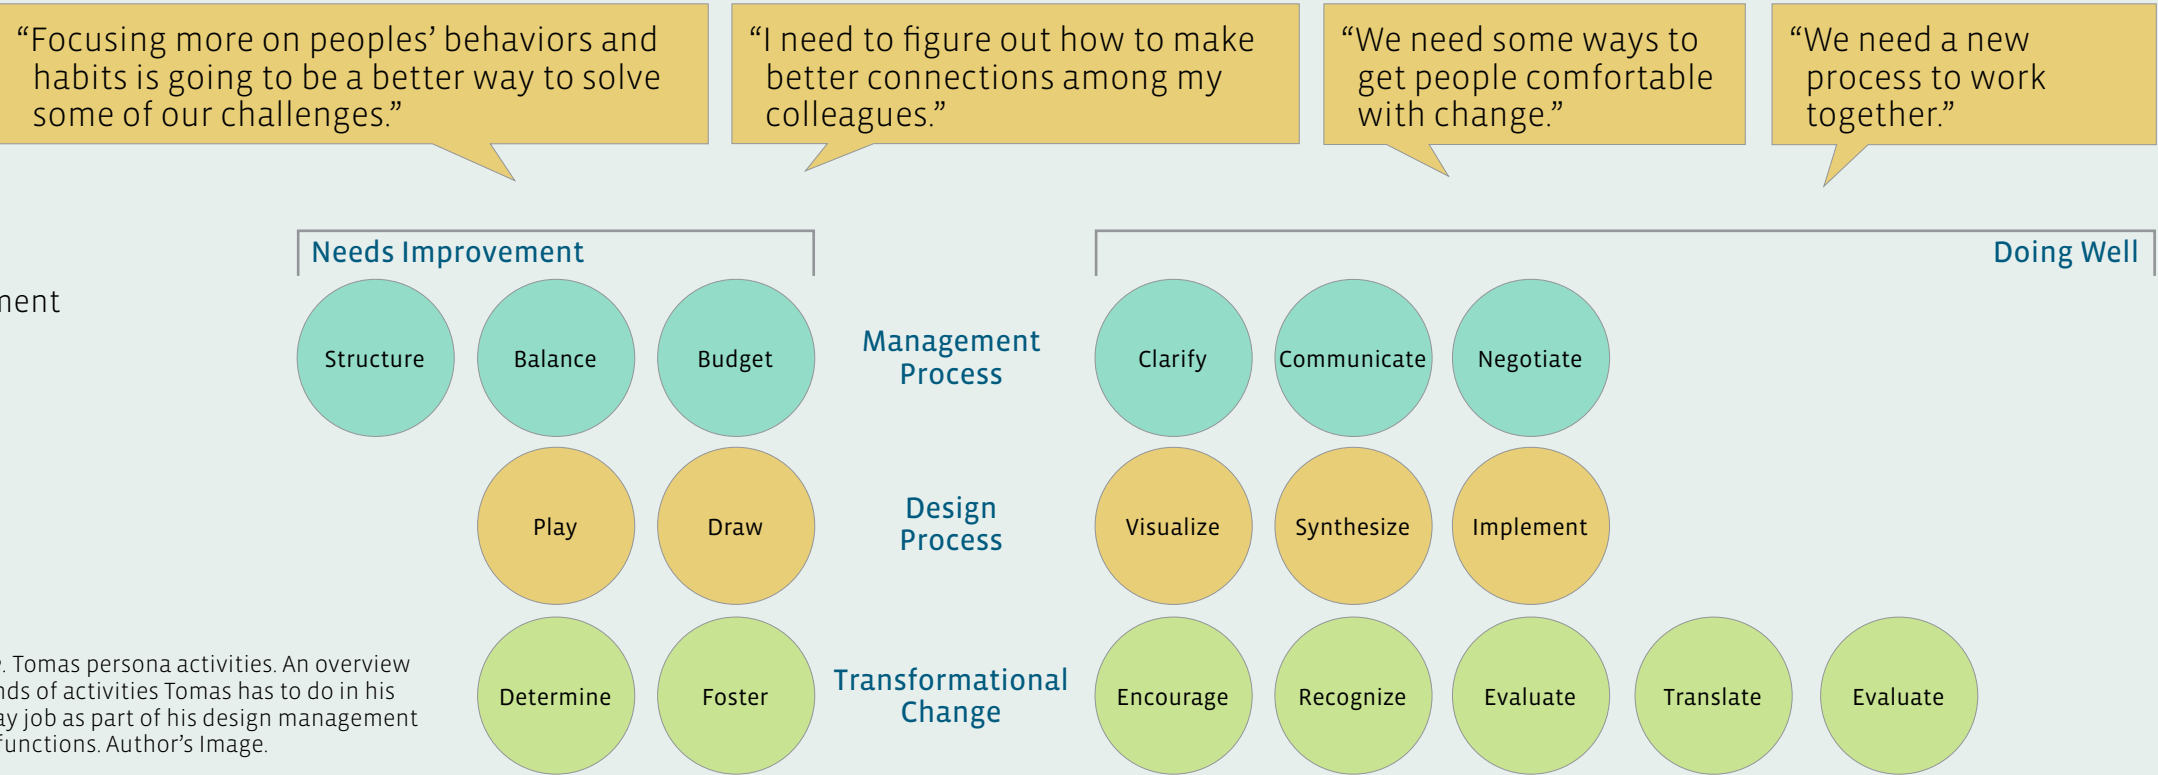 “Focusing more on peoples’ behaviors and
habits is going to be a better way to solve
some of our challenges.”
“I need to figure out how to make
better connections among my
colleagues.”
“We need some ways to
get people comfortable
with change.”
“We need a new
process to work
together.”
Needs Improvement
Doing Well
Structure
Balance
Budget
Management
Process
Clarify
Communicate
Negotiate
Play
Draw
Design
Process
Visualize
Synthesize
Implement
Determine
Foster
Transformational
Change
Encourage
Recognize
Evaluate
Translate
Evaluate
Tomas persona activities. An overview
of activities Tomas has to do in his
job as part of his design management
functions. Author’s Image.